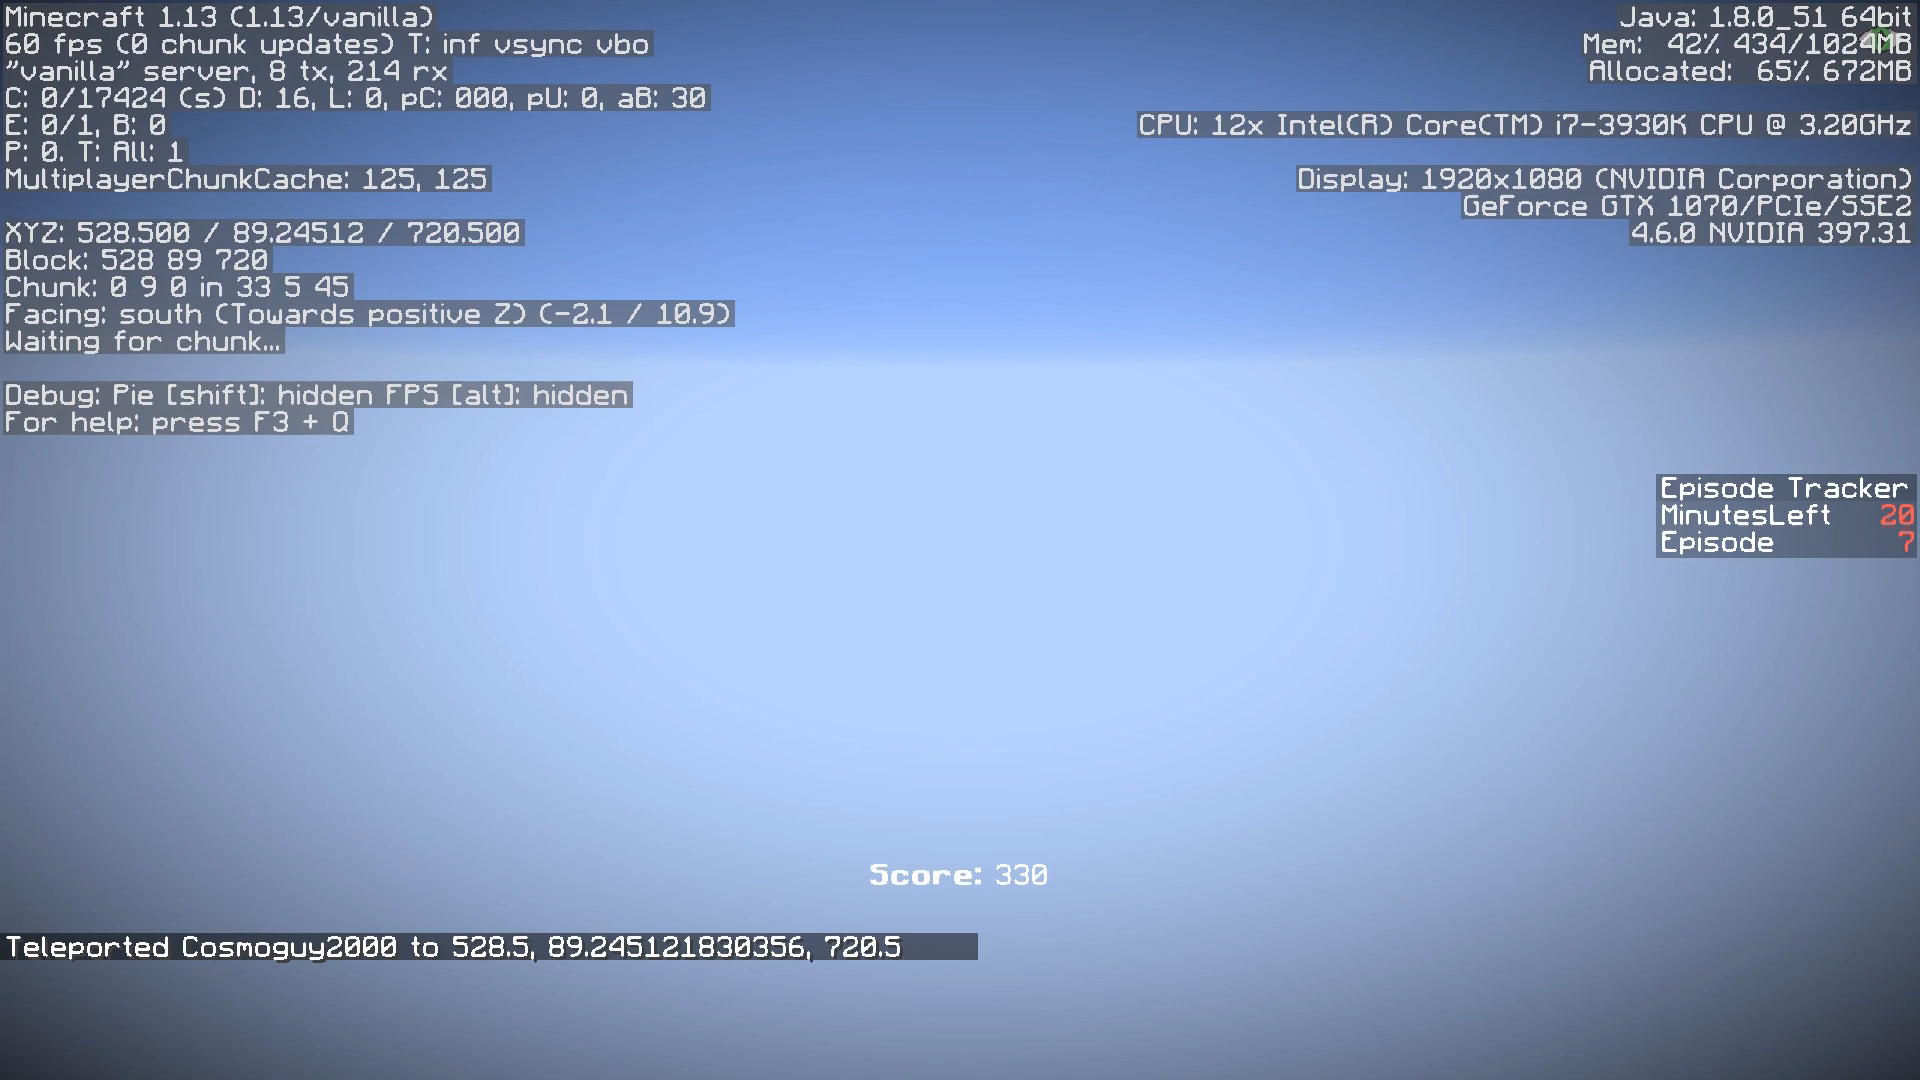 Minecraft 1.13 (1.13/vanilla)
60 fps (0 chunk updates) T: inf vsync vbo
"vanilla" server, 8 tx, 214 rx
C: 0/17424 (s) D: 16, L: 0, pC: 000, pU: 0, aB: 30
E: 0/1, B: 0
P: 0. T: All: 1
MultiplayerChunkCache: 125, 125
XYZ: 528.500 / 89.24512 / 720.500
Block: 528 89 720
Chunk: 0 9 0 in 33 5 45
Facing: south (Towards positive Z) (-2.1 / 10.9)
Waiting for chunk...
Debug: Pie [shift]: hidden FPS [alt]: hidden
For help: press F3 + Q
Java: 1.8.0_51 64bit
Mem: 42% 434/1024MB
Allocated: 65% 672MB
CPU: 12x Intel(R) Core(TM) i7-3930K CPU @ 3.20GHz
Display: 1920x1080 (NVIDIA Corporation)
GeForce GTX 1070/PCIe/SSE2
4.6.0 NVIDIA 397.31
Episode Tracker
MinutesLeft 20
Episode 7
Score: 330
Teleported Cosmoguy2000 to 528.5, 89.245121830356, 720.5